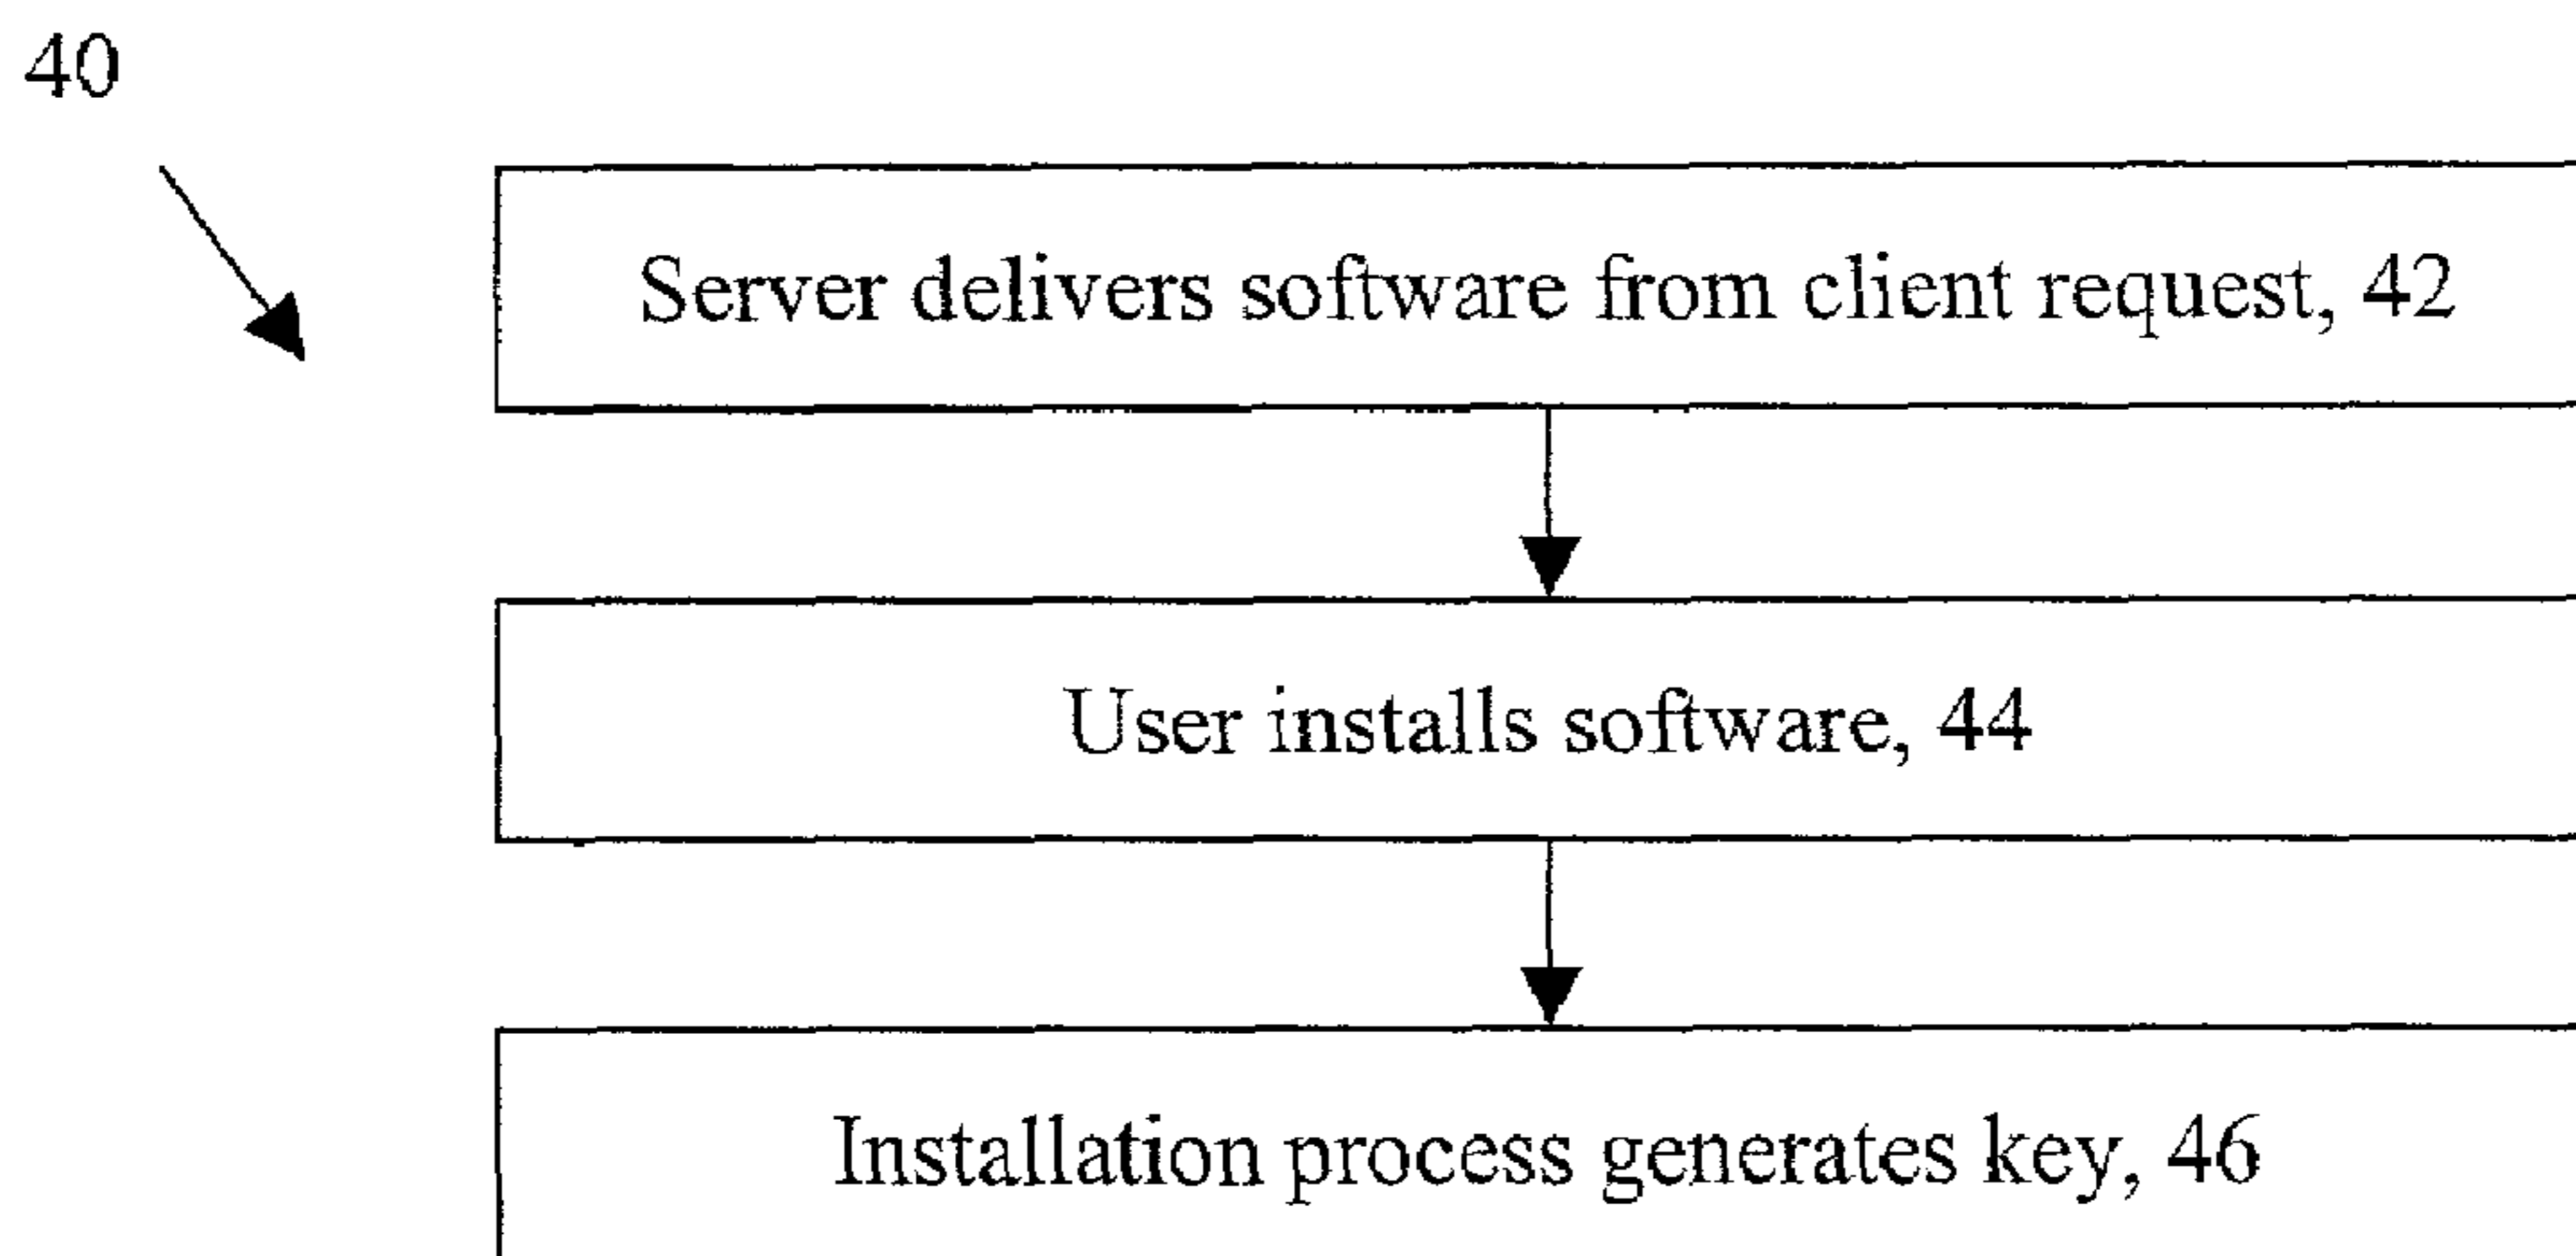 40
Server delivers software from client request, 42
User installs software, 44
Installation process generates key, 46